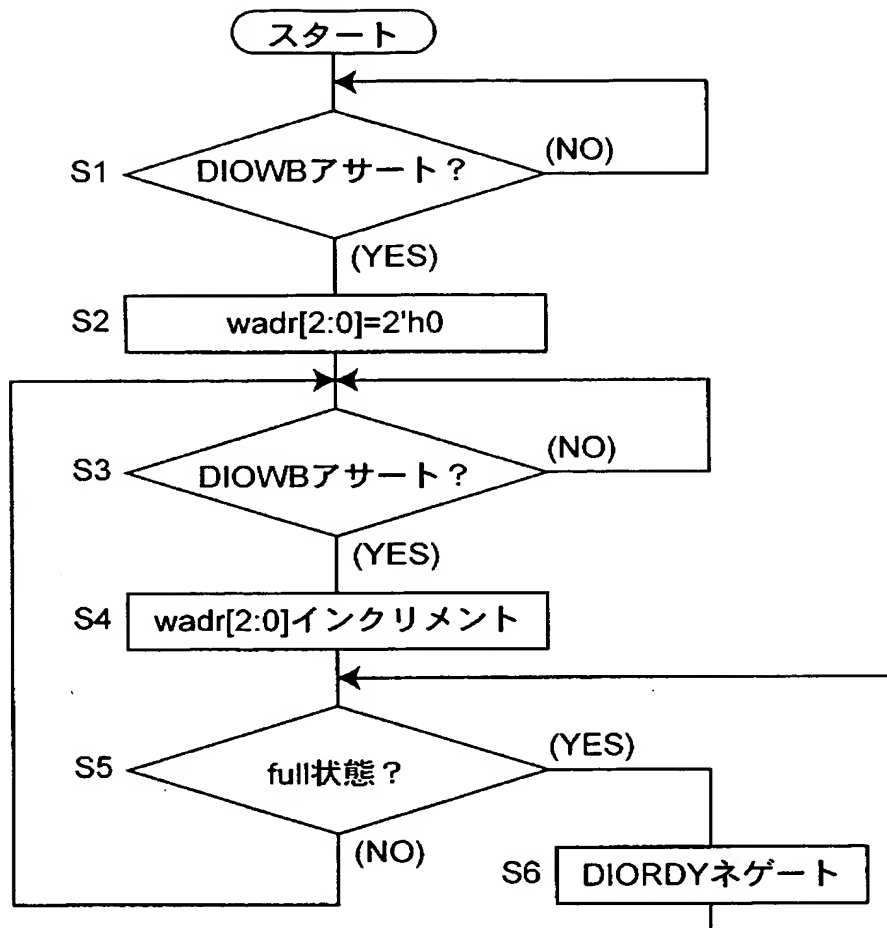 スタート
S1
DIOWBアサート？
(NO)
(YES)
S2
wadr[2:0]=2'h0
S3
DIOWBアサート？
(NO)
(YES)
S4
wadr[2:0]インクリメント
S5
full状態？
(YES)
(NO)
S6
DIORDYネゲート